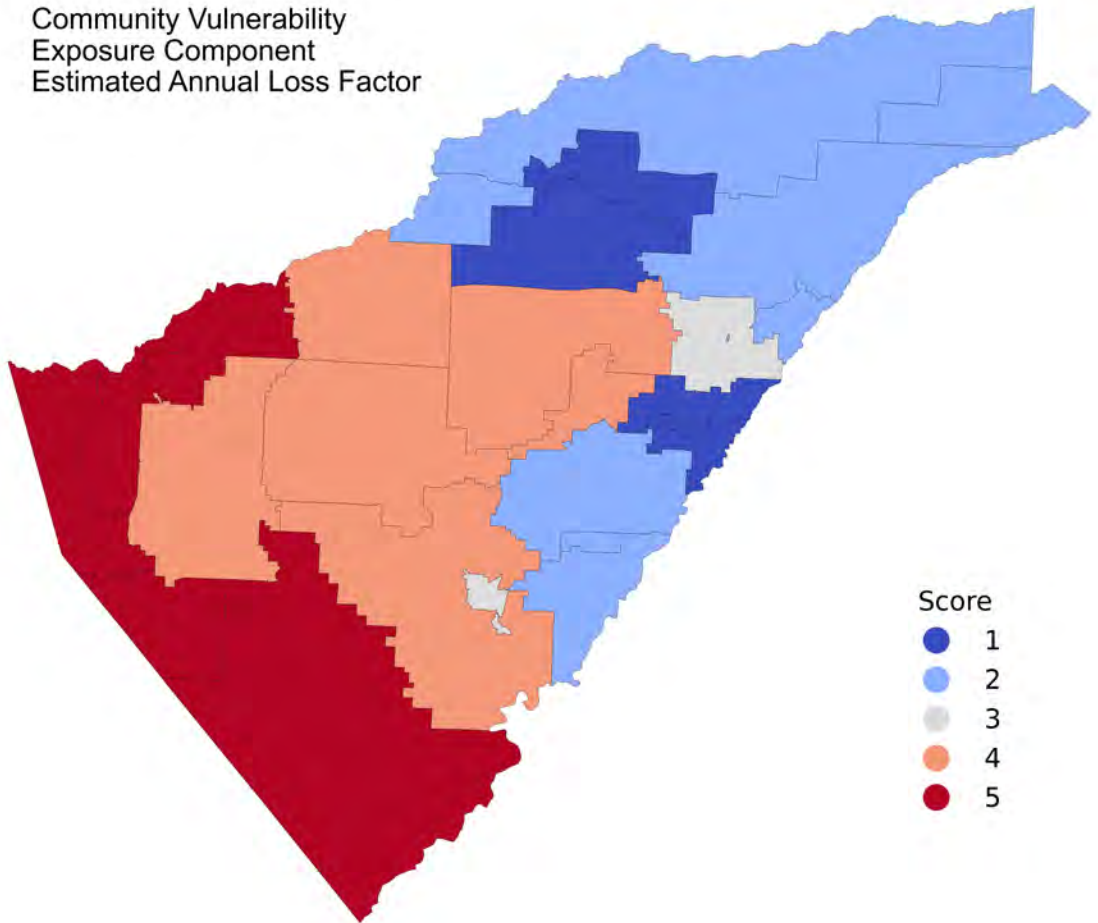 Community Vulnerability
Exposure Component
Estimated Annual Loss Factor
Score
1
2
3
4
5